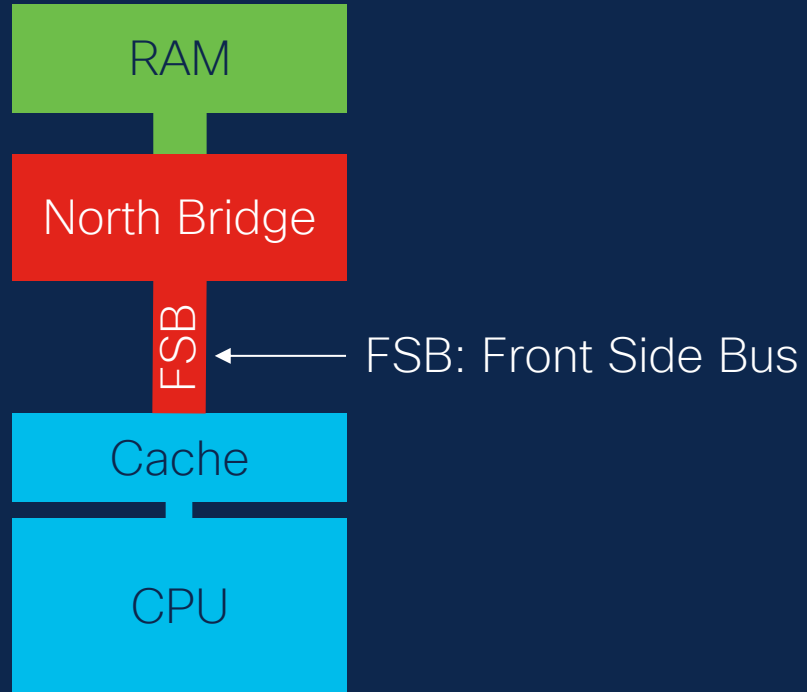 RAM
North Bridge
FSB
FSB: Front Side Bus
Cache
CPU